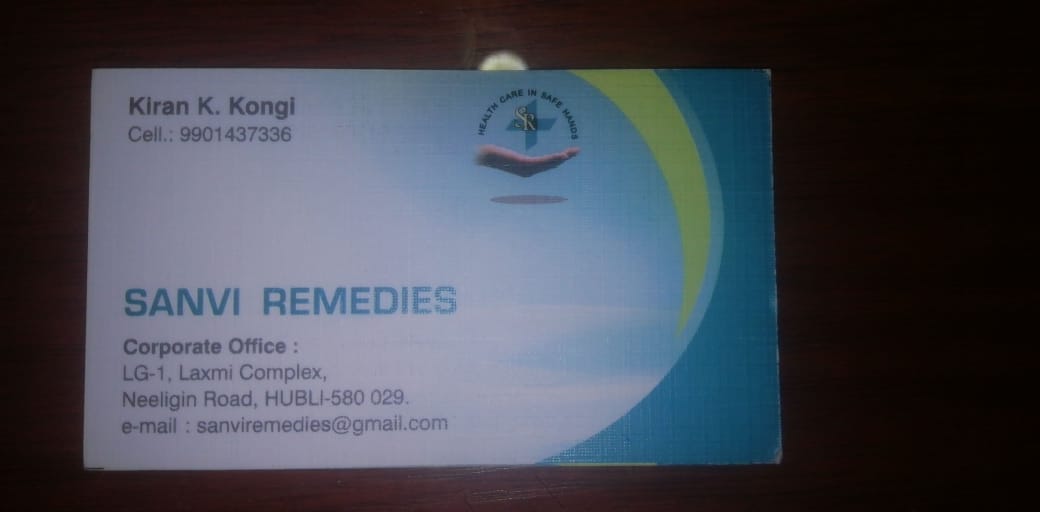 Kiran K. Kongi
Cell.: 9901437336
HEALTH CARE IN SAFE HANDS
SR
SANVI REMEDIES
Corporate Office :
LG-1, Laxmi Complex,
Neeligin Road, HUBLI-580 029.
e-mail : sanviremedies@gmail.com